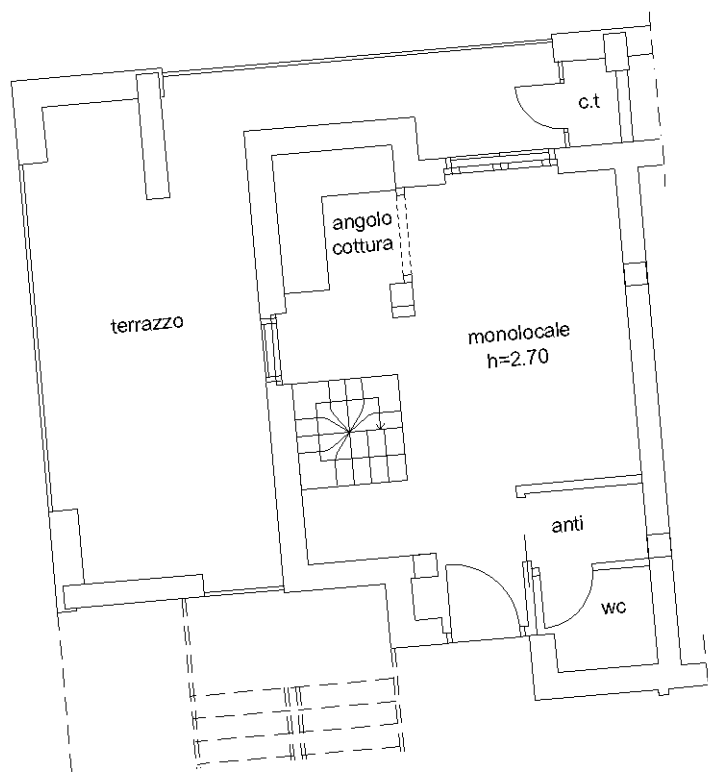 c.t
angolo
cottura
terrazzo
monolocale
h=2.70
anti
wc